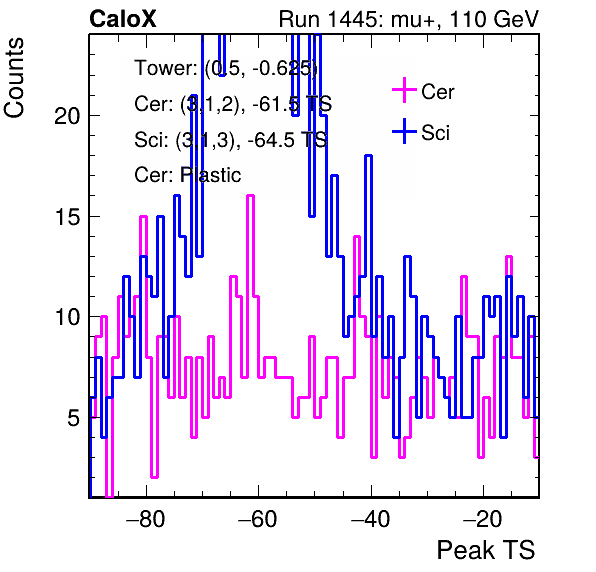 CaloX Run 1445: mu+, 110 GeV
Counts
Tower: (0.5, -0.625)
Cer: (3,1,2), -61.5 TS
Sci: (3,1,3), -64.5 TS
Cer: Plastic
Cer
Sci
20
15
10
5
−80 −60 −40 −20
Peak TS